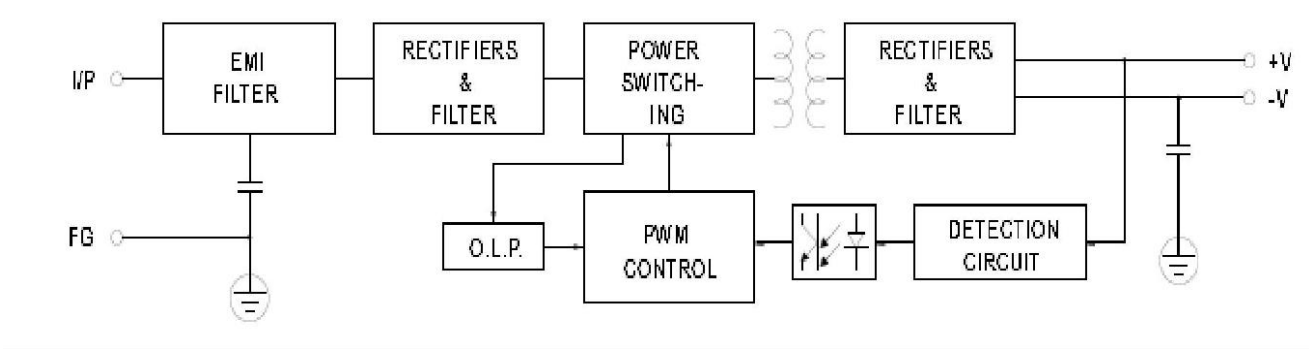 I/P
EMI
FILTER
RECTIFIERS
&
FILTER
POWER
SWITCH-
ING
RECTIFIERS
&
FILTER
+V
-V
FG
O.L.P.
PWM
CONTROL
DETECTION
CIRCUIT